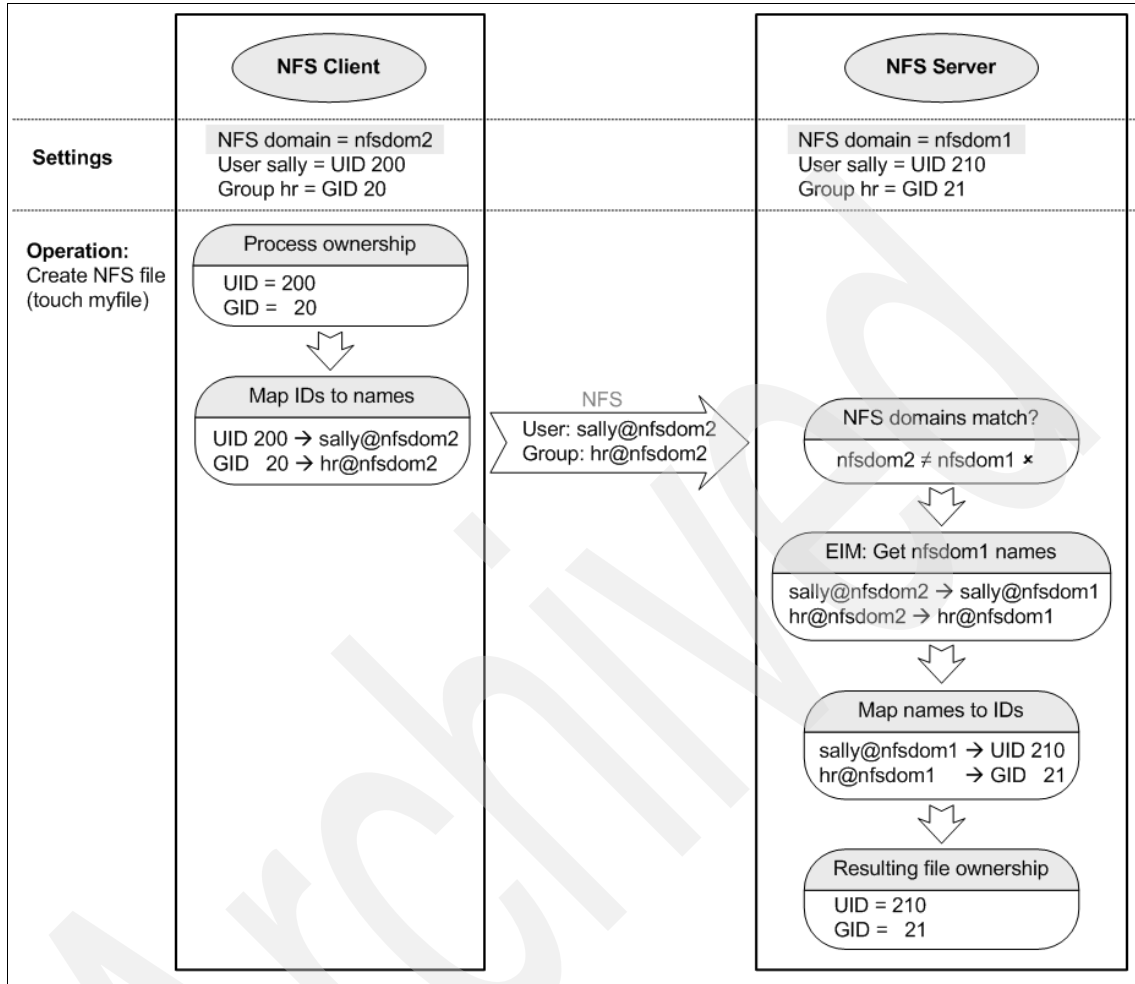 NFS Client
NFS Server
Settings
NFS domain = nfsdom2
User sally = UID 200
Group hr = GID 20
NFS domain = nfsdom1
User sally = UID 210
Group hr = GID 21
Operation:
Create NFS file
(touch myfile)
Process ownership
UID = 200
GID = 20
Map IDs to names
UID 200 → sally@nfsdom2
GID 20 → hr@nfsdom2
NFS
User: sally@nfsdom2
Group: hr@nfsdom2
NFS domains match?
nfsdom2 ≠ nfsdom1 ×
EIM: Get nfsdom1 names
sally@nfsdom2 → sally@nfsdom1
hr@nfsdom2 → hr@nfsdom1
Map names to IDs
sally@nfsdom1 → UID 210
hr@nfsdom1 → GID 21
Resulting file ownership
UID = 210
GID = 21
Archived